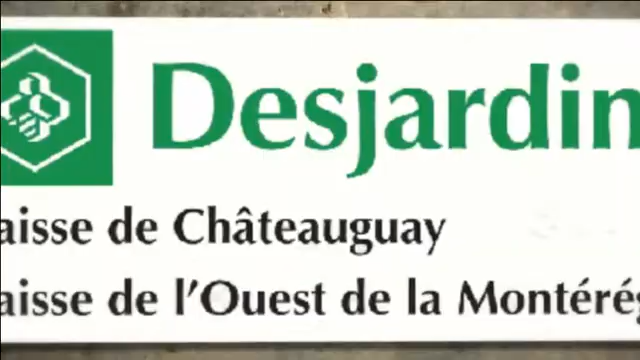 Desjardin
aisse de Châteauguay
aisse de l'Ouest de la Montérég